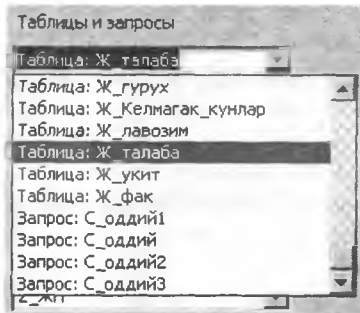 Таблицы и запросы
Таблица: Ж_талаба
Таблица: Ж_гурух
Таблица: Ж_Келмагак_кунлар
Таблица: Ж_лавозим
Таблица: Ж_талаба
Таблица: Ж_укит
Таблица: Ж_фак
Запрос: С_оддий1
Запрос: С_оддий
Запрос: С_оддий2
Запрос: С_оддий3